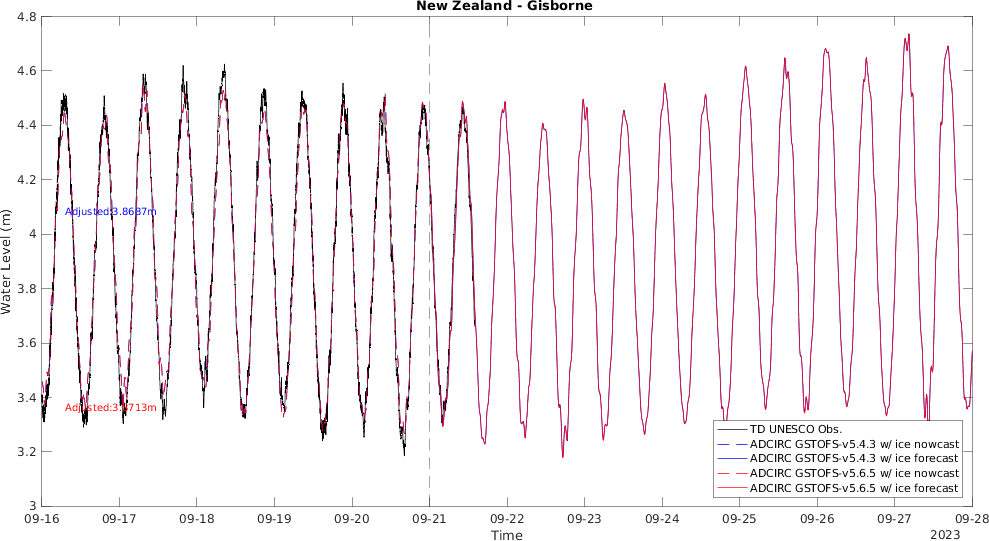 New Zealand - Gisborne
4.8
4.6
4.4
4.2
4
3.8
3.6
3.4
3.2
3
Water Level (m)
Adjusted:3.8687m
TD UNESCO Obs.
ADCIRC GSTOFS-v5.4.3 w/ ice nowcast
ADCIRC GSTOFS-v5.4.3 w/ ice forecast
ADCIRC GSTOFS-v5.6.5 w/ ice nowcast
ADCIRC GSTOFS-v5.6.5 w/ ice forecast
09-16 09-17 09-18 09-19 09-20 09-21 09-22 09-23 09-24 09-25 09-26 09-27 09-28
Time
2023